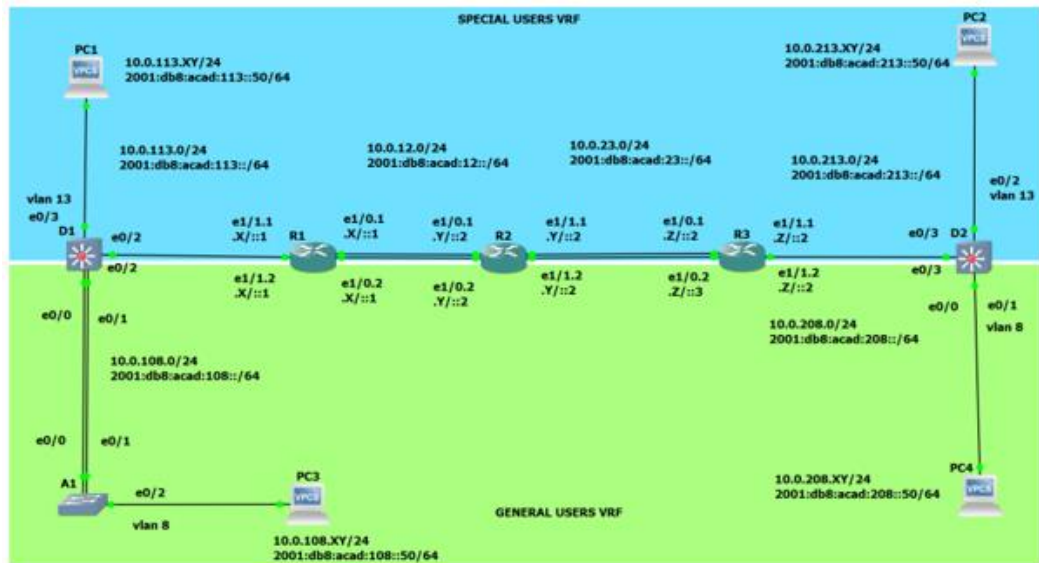 SPECIAL USERS VRF
PC1
10.0.113.XY/24
2001:db8:acad:113::50/64
PC2
10.0.213.XY/24
2001:db8:acad:213::50/64
10.0.113.0/24
2001:db8:acad:113::/64
10.0.12.0/24
2001:db8:acad:12::/64
10.0.23.0/24
2001:db8:acad:23::/64
10.0.213.0/24
2001:db8:acad:213::/64
vlan 13
e0/3
D1
e0/2
e0/2
e1/1.1
.X/::1
R1
e1/0.1
.X/::1
e1/0.1
.Y/::2
R2
e1/1.1
.Y/::2
e1/0.1
.Z/::2
R3
e1/1.1
.Z/::2
e0/3
D2
e0/2
vlan 13
e1/1.2
.X/::1
e1/0.2
.X/::1
e1/0.2
.Y/::2
e1/1.2
.Y/::2
e1/0.2
.Z/::3
e1/1.2
.Z/::2
e0/3
e0/0
e0/1
vlan 8
e0/0
e0/1
10.0.108.0/24
2001:db8:acad:108::/64
10.0.208.0/24
2001:db8:acad:208::/64
e0/0
e0/1
A1
e0/2
vlan 8
PC3
VPCS
10.0.108.XY/24
2001:db8:acad:108::50/64
GENERAL USERS VRF
PC4
VPCS
10.0.208.XY/24
2001:db8:acad:208::50/64
VPCS
VPCS